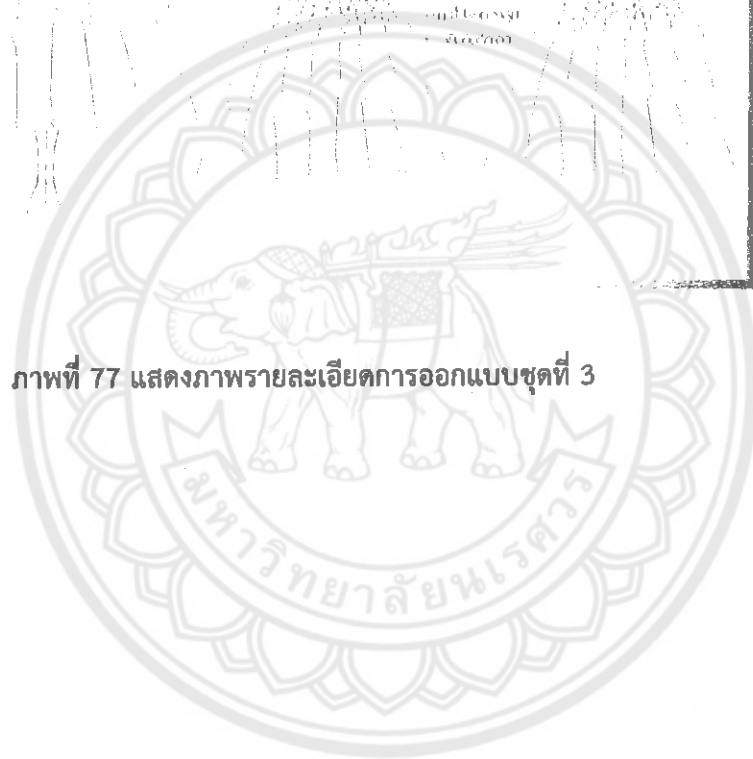 ภาพที่ 77 แสดงภาพรายละเอียดการออกแบบชุดที่ 3
มหาวิทยาลัยนเรศวร